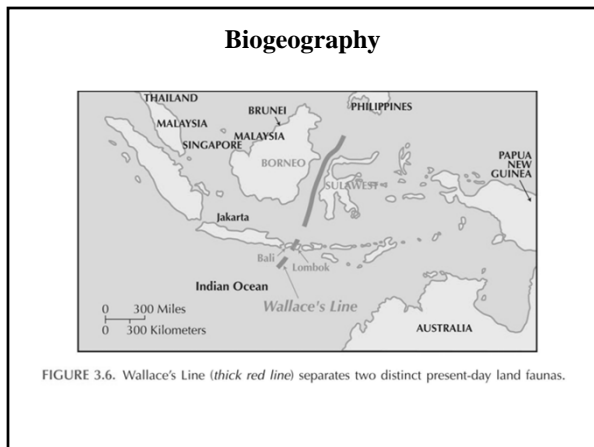 Biogeography
THAILAND
BRUNEI
PHILIPPINES
MALAYSIA
MALAYSIA
SINGAPORE
BORNEO
SULAWESI
PAPUA
NEW
GUINEA
Jakarta
Bali
Lombok
Indian Ocean
Wallace's Line
0 300 Miles
0 300 Kilometers
AUSTRALIA
FIGURE 3.6. Wallace's Line (thick red line) separates two distinct present-day land faunas.